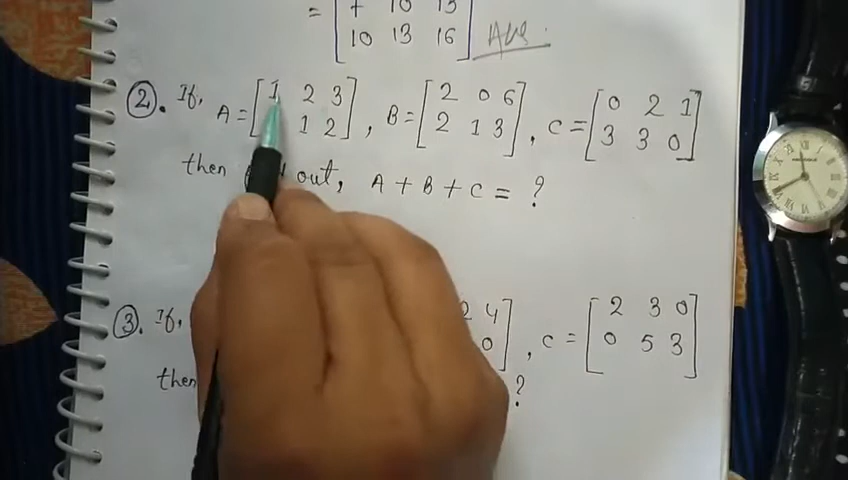 = + 10 13
10 13 16 Ans.
②. If, A = [1 2 3
1 2], B = [2 0 6
2 1 3], C = [0 2 1
3 3 0]
then out, A + B + C = ?
③. If, 2 4
0], C = [2 3 0
0 5 3]
then ?